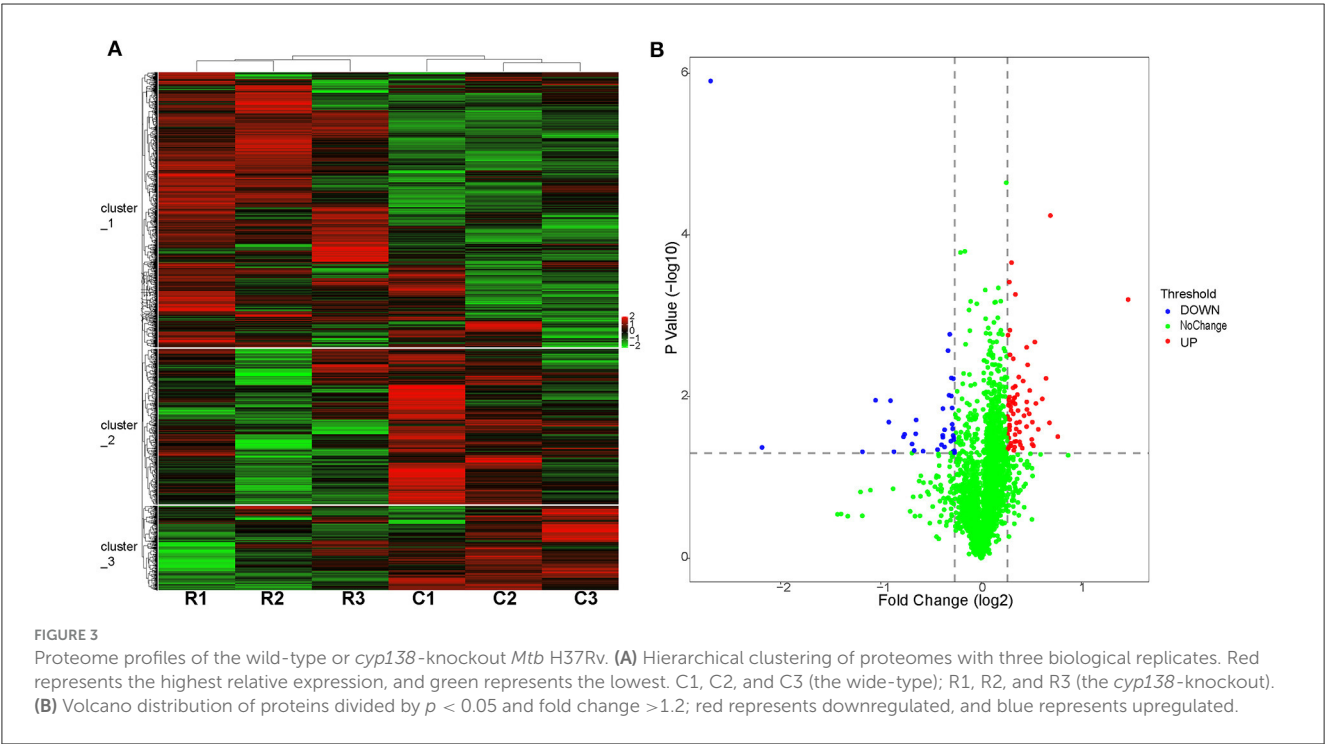 A
B
cluster
_1
cluster
_2
cluster
_3
2
1
0
−1
−2
R1 R2 R3 C1 C2 C3
6
4
2
0
P Value (−log10)
−2 −1 0 1
Fold Change (log2)
Threshold
DOWN
NoChange
UP
FIGURE 3
Proteome profiles of the wild-type or cyp138-knockout Mtb H37Rv. (A) Hierarchical clustering of proteomes with three biological replicates. Red
represents the highest relative expression, and green represents the lowest. C1, C2, and C3 (the wide-type); R1, R2, and R3 (the cyp138-knockout).
(B) Volcano distribution of proteins divided by p < 0.05 and fold change >1.2; red represents downregulated, and blue represents upregulated.